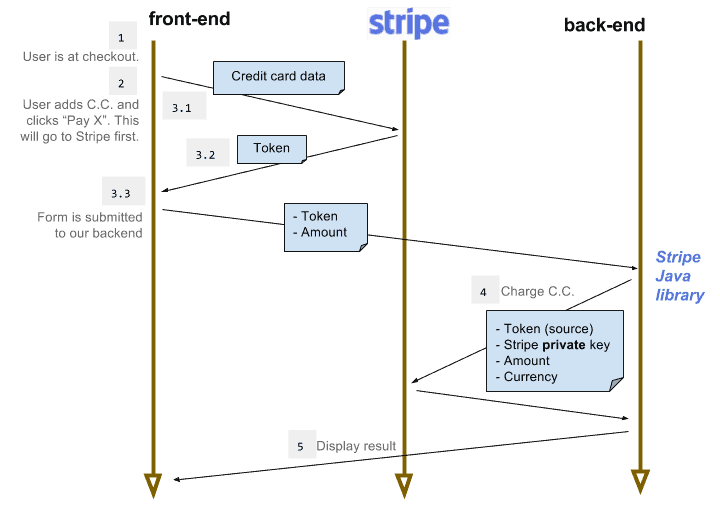 front-end
stripe
back-end
1
User is at checkout.
2
Credit card data
User adds C.C. and
clicks “Pay X”. This
will go to Stripe first.
3.1
3.2
Token
3.3
Form is submitted
to our backend
- Token
- Amount
Stripe
Java
library
4
Charge C.C.
- Token (source)
- Stripe private key
- Amount
- Currency
5
Display result